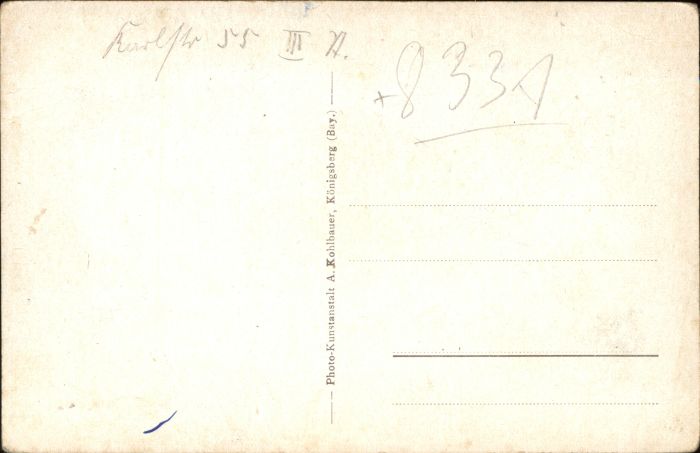 Karlstr 55 III
8331
Photo-Kunstanstalt A. Kohlbauer, Königsberg (Bay.)